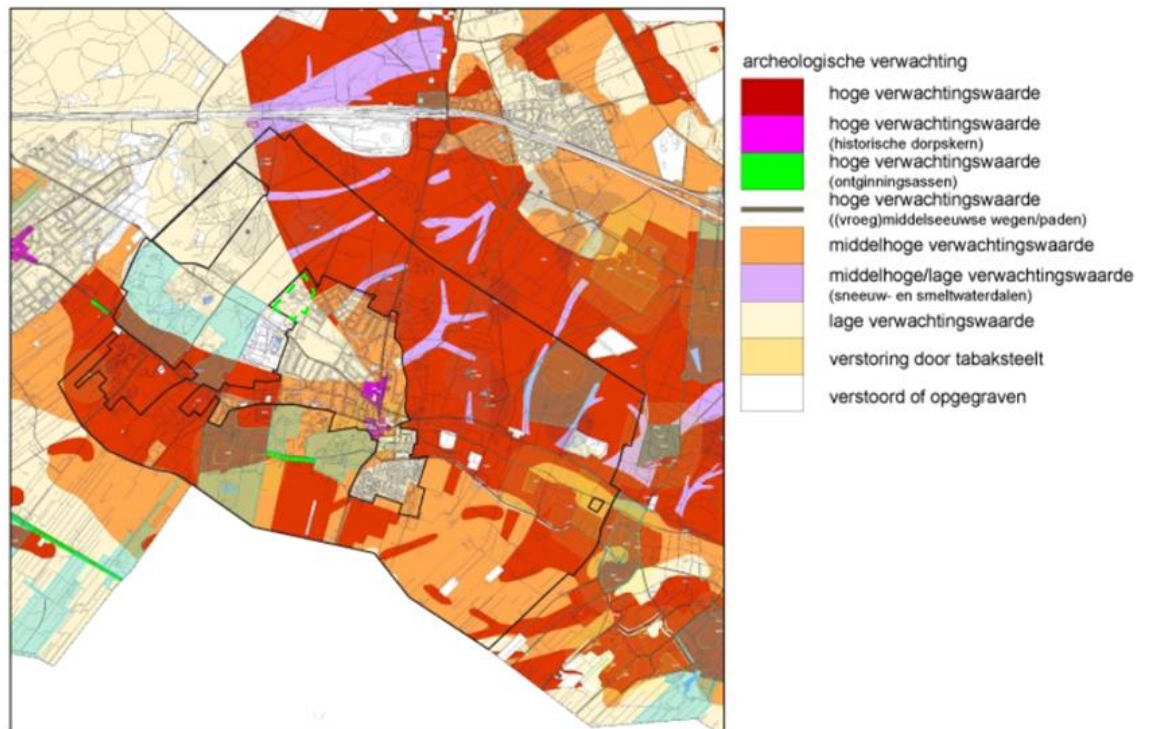 archeologische verwachting
hoge verwachtingswaarde
hoge verwachtingswaarde
(historische dorpskern)
hoge verwachtingswaarde
(ontginningsassen)
hoge verwachtingswaarde
((vroeg)middelseeuwse wegen/paden)
middelhoge verwachtingswaarde
middelhoge/lage verwachtingswaarde
(sneeuw- en smeltwaterdalen)
lage verwachtingswaarde
verstoring door tabaksteelt
verstoord of opgegraven